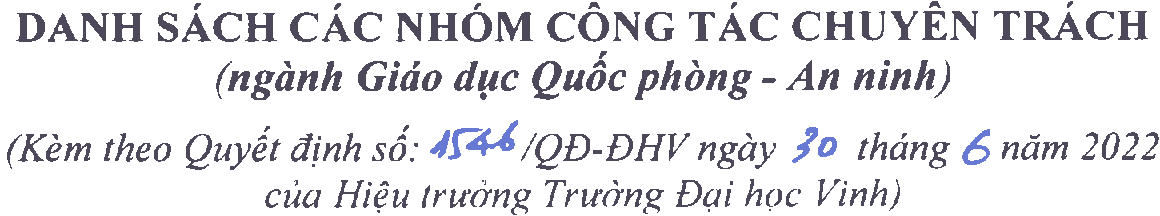 DANH SÁCH CÁC NHÓM CÔNG TÁC CHUYÊN TRÁCH
(ngành Giáo dục Quốc phòng - An ninh)
(Kèm theo Quyết định số: 1546/QĐ-ĐHV ngày 30 tháng 6 năm 2022
của Hiệu trưởng Trường Đại học Vinh)